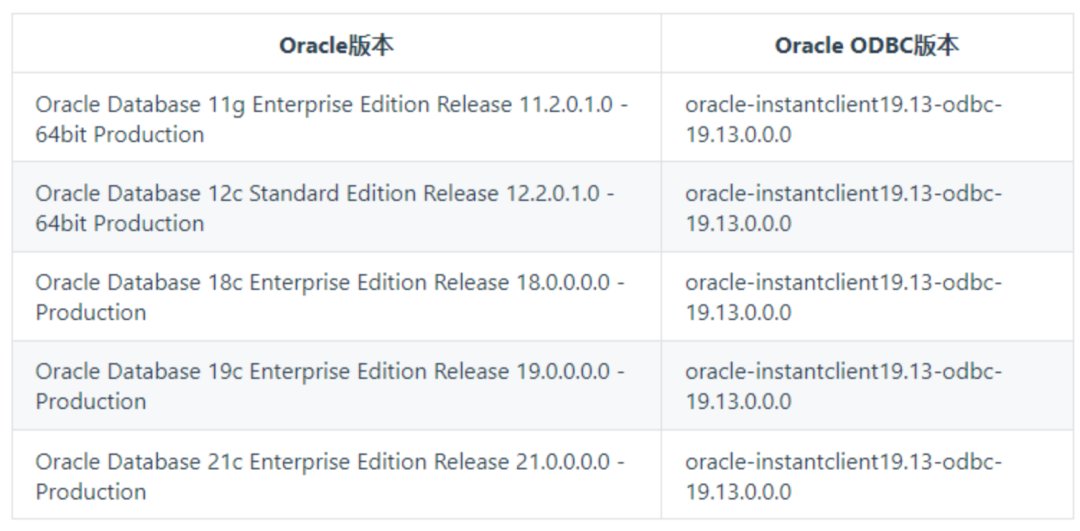 Oracle版本
Oracle ODBC版本
Oracle Database 11g Enterprise Edition Release 11.2.0.1.0 -
64bit Production
oracle-instantclient19.13-odbc-
19.13.0.0.0
Oracle Database 12c Standard Edition Release 12.2.0.1.0 -
64bit Production
oracle-instantclient19.13-odbc-
19.13.0.0.0
Oracle Database 18c Enterprise Edition Release 18.0.0.0.0 -
Production
oracle-instantclient19.13-odbc-
19.13.0.0.0
Oracle Database 19c Enterprise Edition Release 19.0.0.0.0 -
Production
oracle-instantclient19.13-odbc-
19.13.0.0.0
Oracle Database 21c Enterprise Edition Release 21.0.0.0.0 -
Production
oracle-instantclient19.13-odbc-
19.13.0.0.0